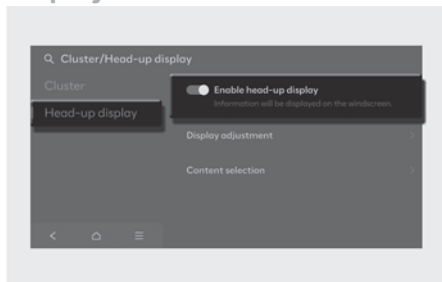 Cluster/Head-up display
Cluster
Head-up display
Enable head-up display
Information will be displayed on the windscreen.
Display adjustment
Content selection